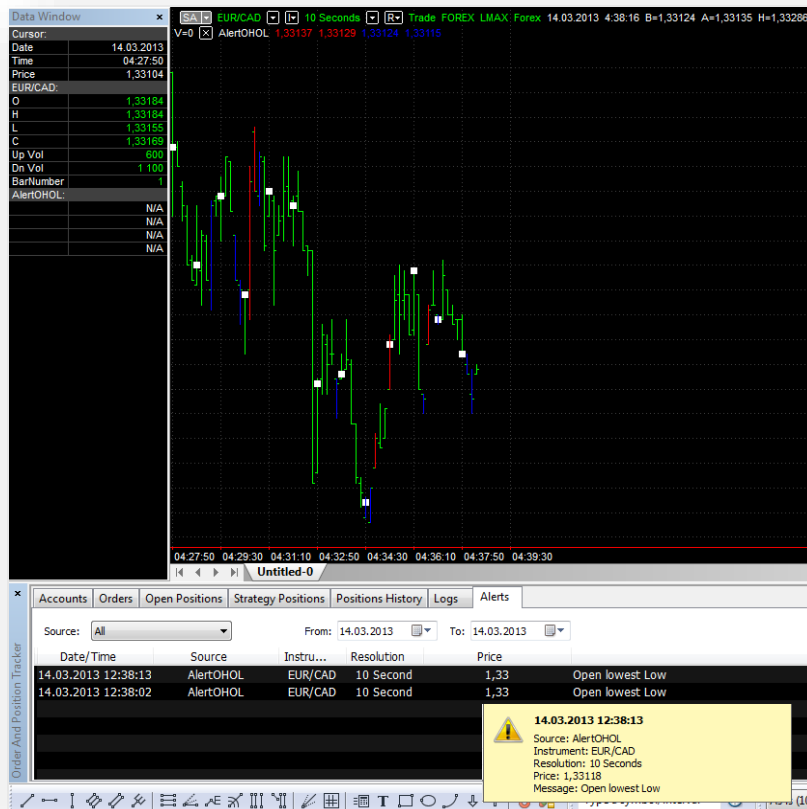 Data Window
SA EUR/CAD I R 10 Seconds Trade FOREX LMAX Forex 14.03.2013 4:38:16 B=1,33124 A=1,33135 H=1,33286
V=0 AlertOHOL 1,33137 1,33129 1,33124 1,33115
Cursor:
Date 14.03.2013
Time 04:27:50
Price 1,33104
EUR/CAD:
O 1,33184
H 1,33184
L 1,33155
C 1,33169
Up Vol 600
Dn Vol 1 100
BarNumber 1
AlertOHOL:
N/A
N/A
N/A
N/A
04:27:50 04:29:30 04:31:10 04:32:50 04:34:30 04:36:10 04:37:50 04:39:30
Untitled-0
Order And Position Tracker
Accounts Orders Open Positions Strategy Positions Positions History Logs Alerts
Source: All From: 14.03.2013 To: 14.03.2013
Date/Time Source Instru... Resolution Price
14.03.2013 12:38:13 AlertOHOL EUR/CAD 10 Second 1,33 Open lowest Low
14.03.2013 12:38:02 AlertOHOL EUR/CAD 10 Second 1,33 Open lowest Low
14.03.2013 12:38:13
Source: AlertOHOL
Instrument: EUR/CAD
Resolution: 10 Seconds
Price: 1,33118
Message: Open lowest Low